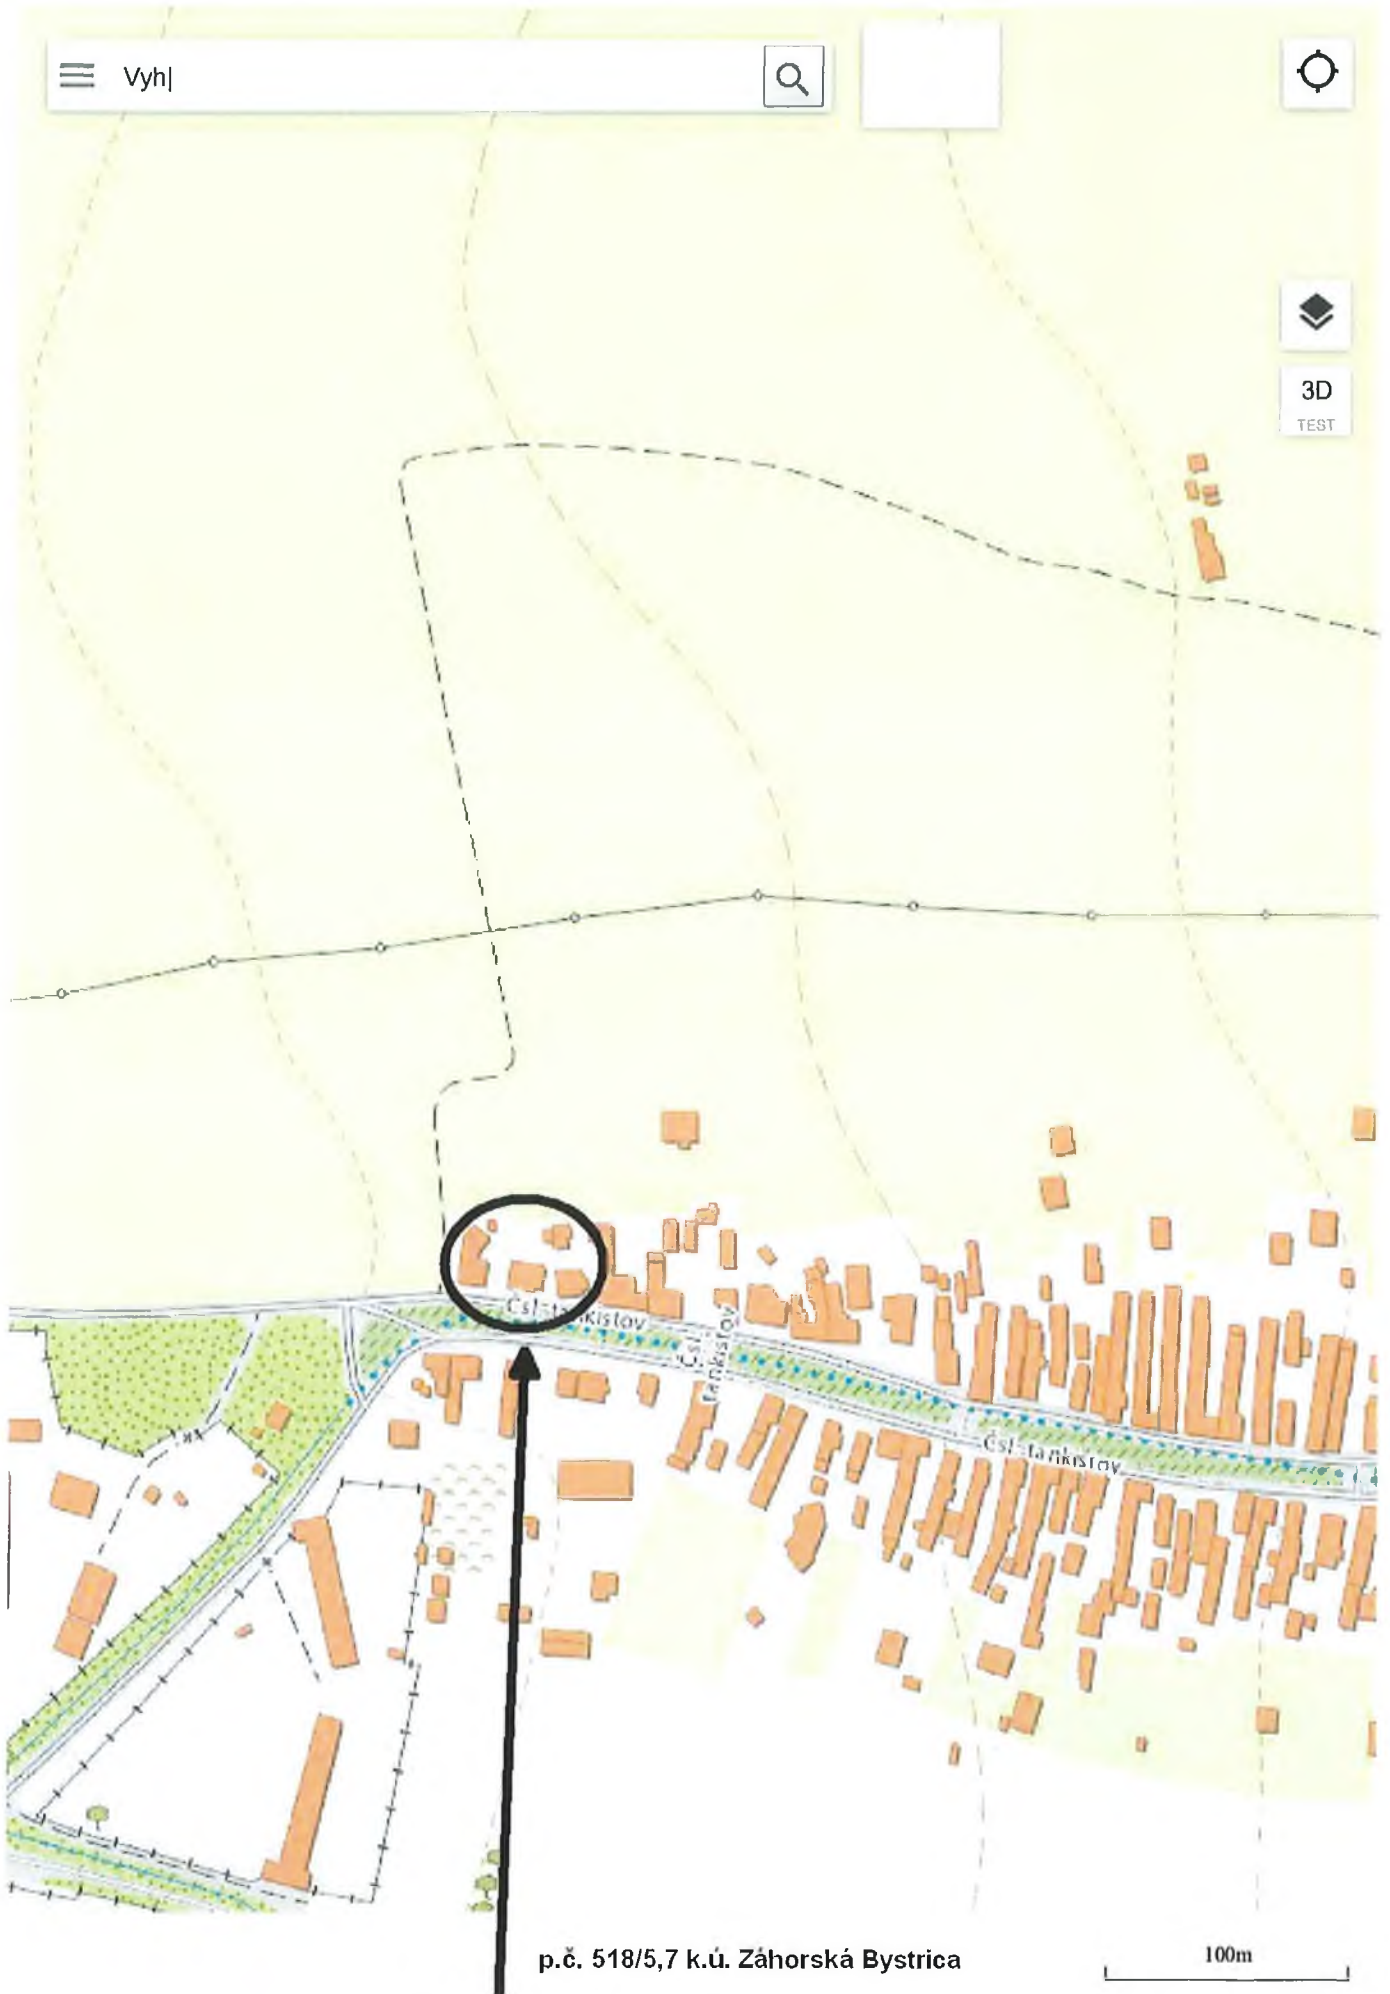 Vyh
3D
TEST
Čsl. tankistov
Čsl.
tankistov
Čsl. tankistov
p.č. 518/5,7 k.ú. Záhorská Bystrica
100m